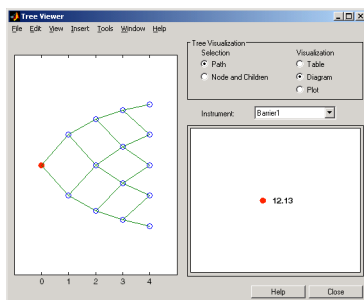 Tree Viewer
File Edit View Insert Tools Window Help
Tree Visualization
Selection
Visualization
Path
Table
Node and Children
Diagram
Plot
Instrument:
Barrier1
12.13
0 1 2 3 4
Help
Close